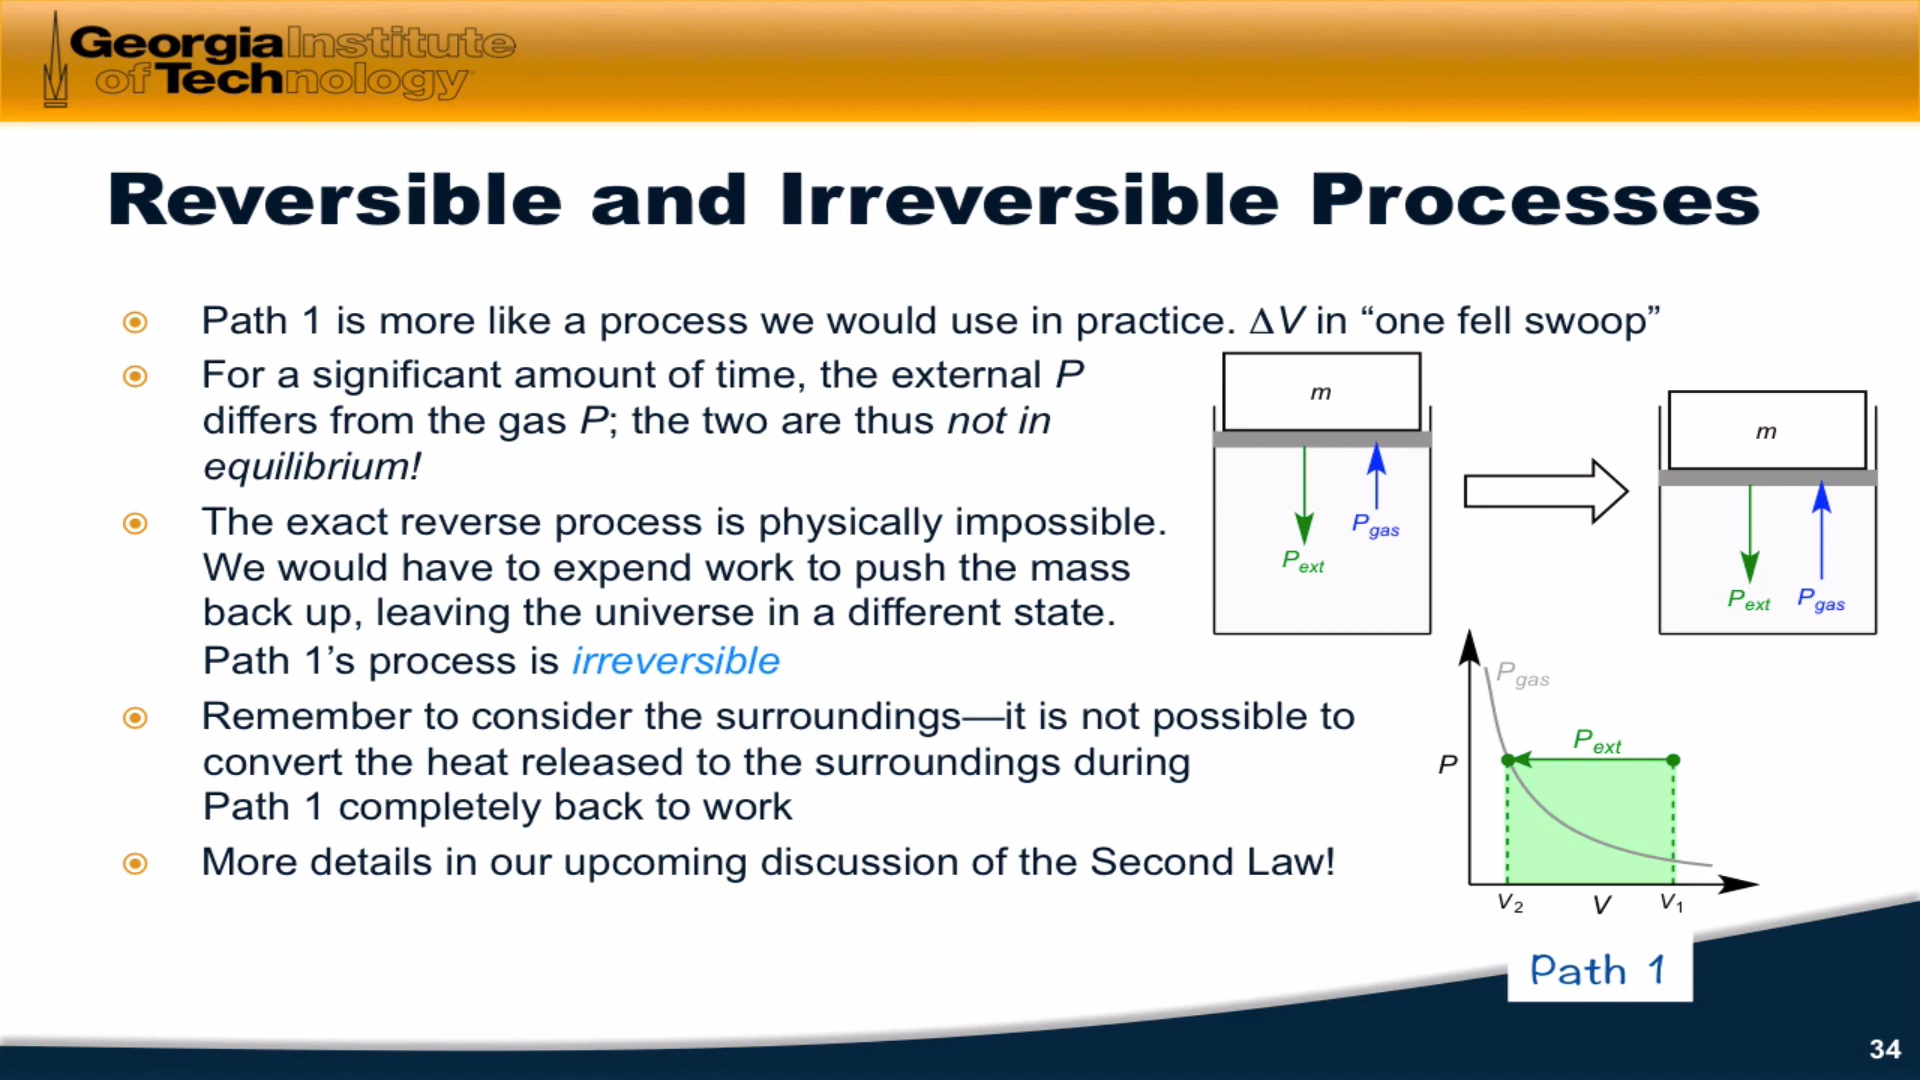 Georgia Institute
of Technology
Reversible and Irreversible Processes
Path 1 is more like a process we would use in practice. ΔV in “one fell swoop”
For a significant amount of time, the external P
differs from the gas P; the two are thus not in
equilibrium!
The exact reverse process is physically impossible.
We would have to expend work to push the mass
back up, leaving the universe in a different state.
Path 1’s process is irreversible
Remember to consider the surroundings—it is not possible to
convert the heat released to the surroundings during
Path 1 completely back to work
More details in our upcoming discussion of the Second Law!
m
Pgas
Pext
m
Pext Pgas
Pgas
Pext
P
V2 V V1
Path 1
34